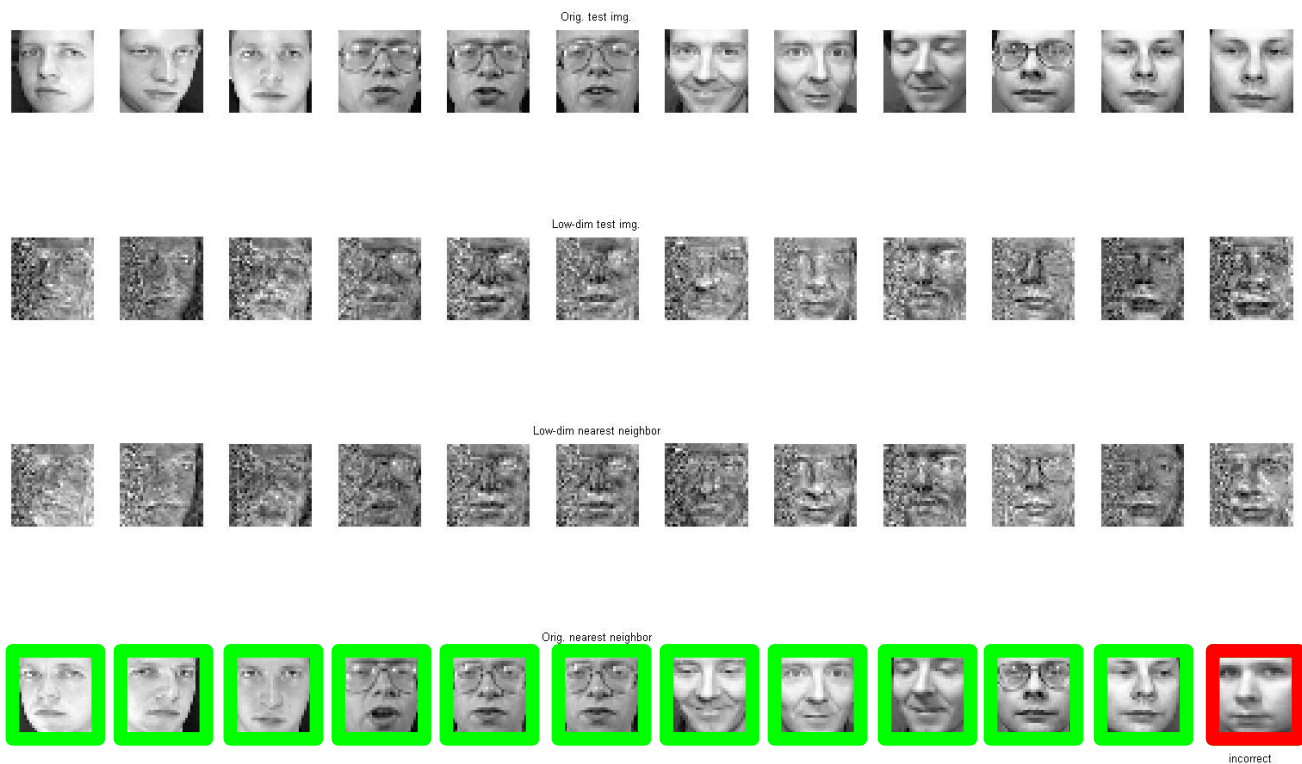 Orig. test img.
Low-dim test img.
Low-dim nearest neighbor
Orig. nearest neighbor
incorrect